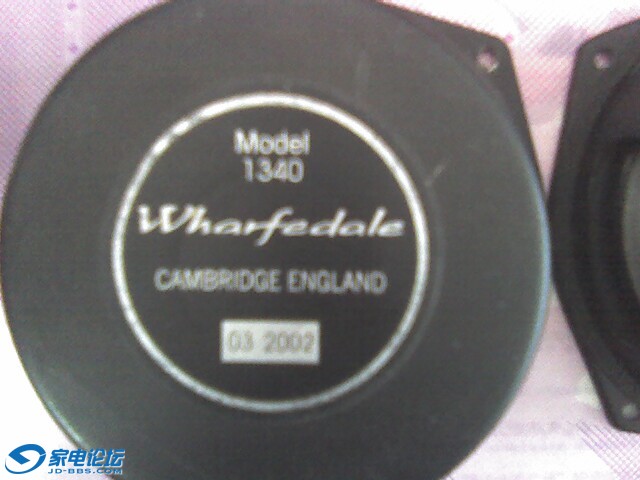 Model
1340
Wharfedale
CAMBRIDGE ENGLAND
03 2002
家电论坛
JD-BBS.COM